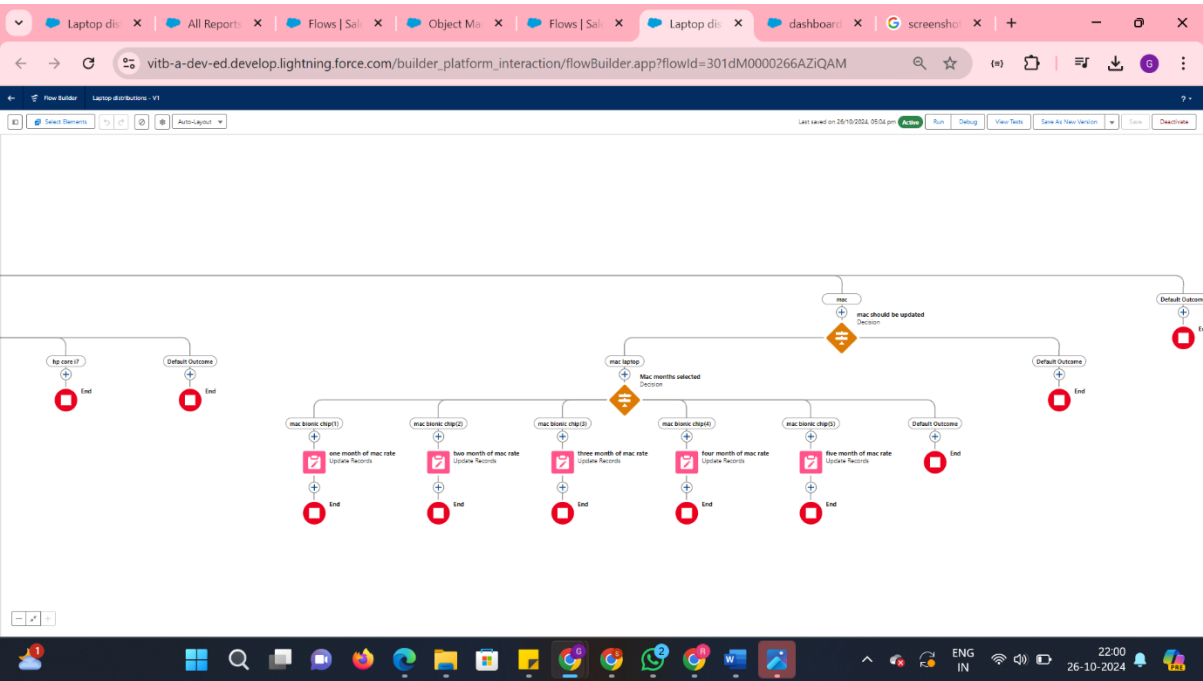 Laptop dis
All Reports
Flows | Sal
Object Ma
Flows | Sal
Laptop dis
dashboard
screenshot
vitb-a-dev-ed.develop.lightning.force.com/builder_platform_interaction/flowBuilder.app?flowId=301dM0000266AZiQAM
G
Flow Builder
Laptop distributions - V1
?
Select Elements
Auto-Layout
Last saved on 26/10/2024, 05:04 pm
Active
Run
Debug
View Tests
Save As New Version
Save
Deactivate
mac
Default Outcome
mac should be updated
Decision
hp core i7
Default Outcome
mac laptop
Default Outcome
End
End
Mac months selected
Decision
End
mac bionic chip(1)
mac bionic chip(2)
mac bionic chip(3)
mac bionic chip(4)
mac bionic chip(5)
Default Outcome
one month of mac rate
Update Records
two month of mac rate
Update Records
three month of mac rate
Update Records
four month of mac rate
Update Records
five month of mac rate
Update Records
End
End
End
End
End
End
1
2
ENG
IN
22:00
26-10-2024
PRE